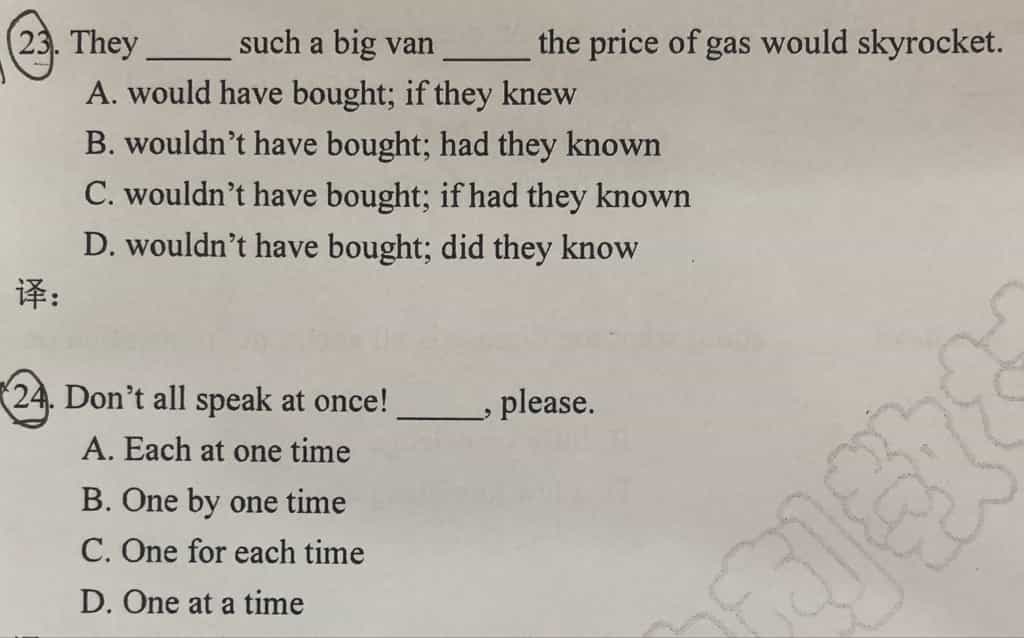 23. They _____ such a big van _____ the price of gas would skyrocket.
A. would have bought; if they knew
B. wouldn't have bought; had they known
C. wouldn't have bought; if had they known
D. wouldn't have bought; did they know
译：
24. Don't all speak at once! _____, please.
A. Each at one time
B. One by one time
C. One for each time
D. One at a time